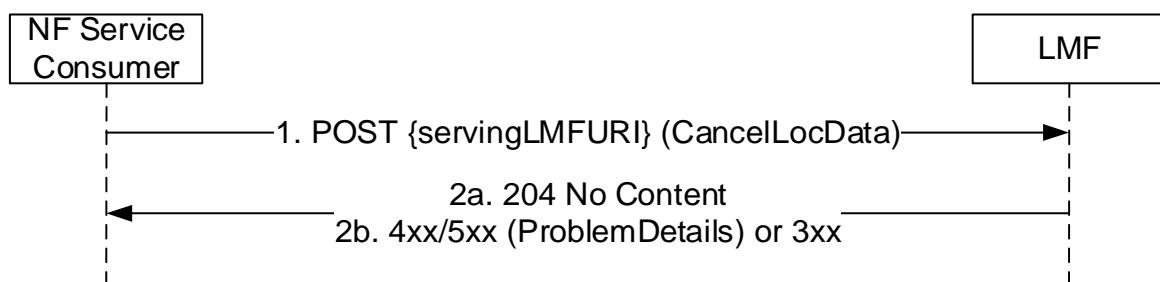 NF Service
Consumer
LMF
1. POST {servingLMFURI} (CancelLocData)
2a. 204 No Content
2b. 4xx/5xx (ProblemDetails) or 3xx